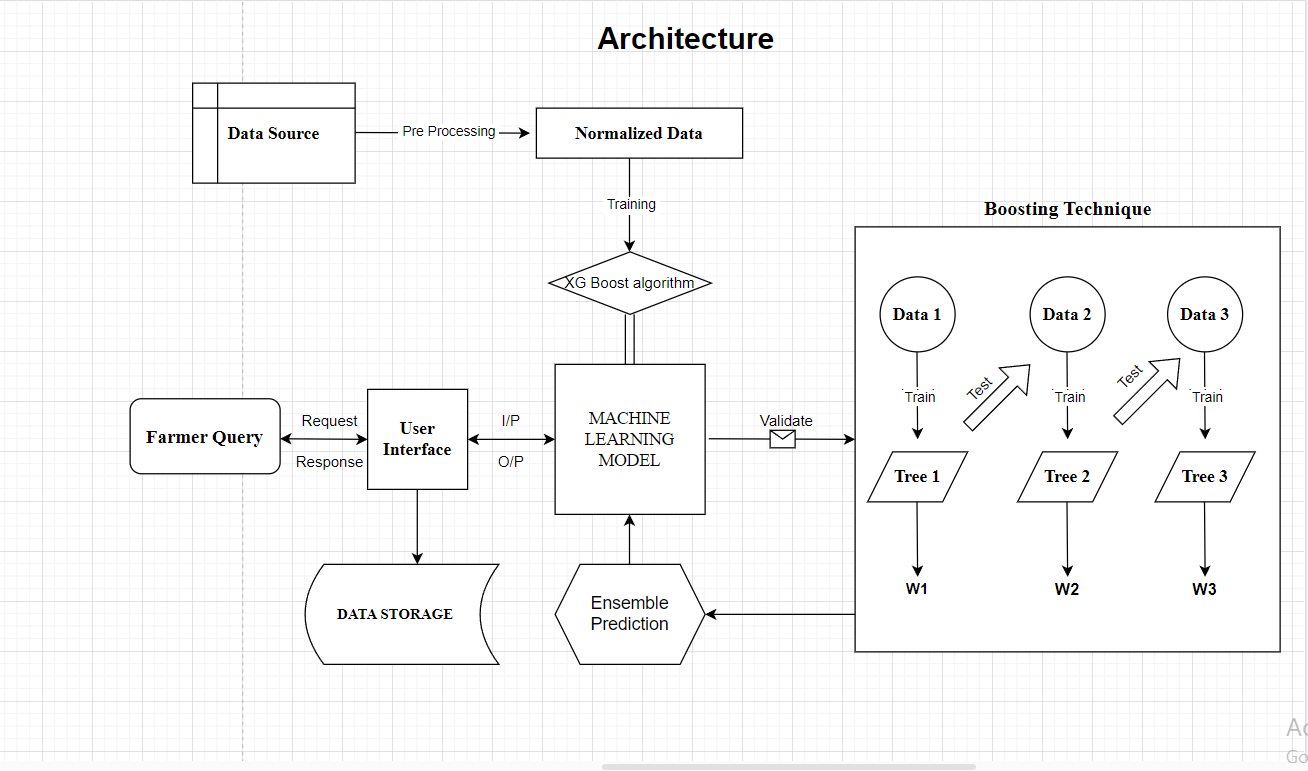 Architecture
Data Source
Pre Processing
Normalized Data
Training
XG Boost algorithm
Boosting Technique
Data 1
Data 2
Data 3
Train
Test
Train
Test
Train
Tree 1
Tree 2
Tree 3
W1
W2
W3
Farmer Query
Request
Response
User
Interface
I/P
O/P
MACHINE
LEARNING
MODEL
Validate
DATA STORAGE
Ensemble
Prediction